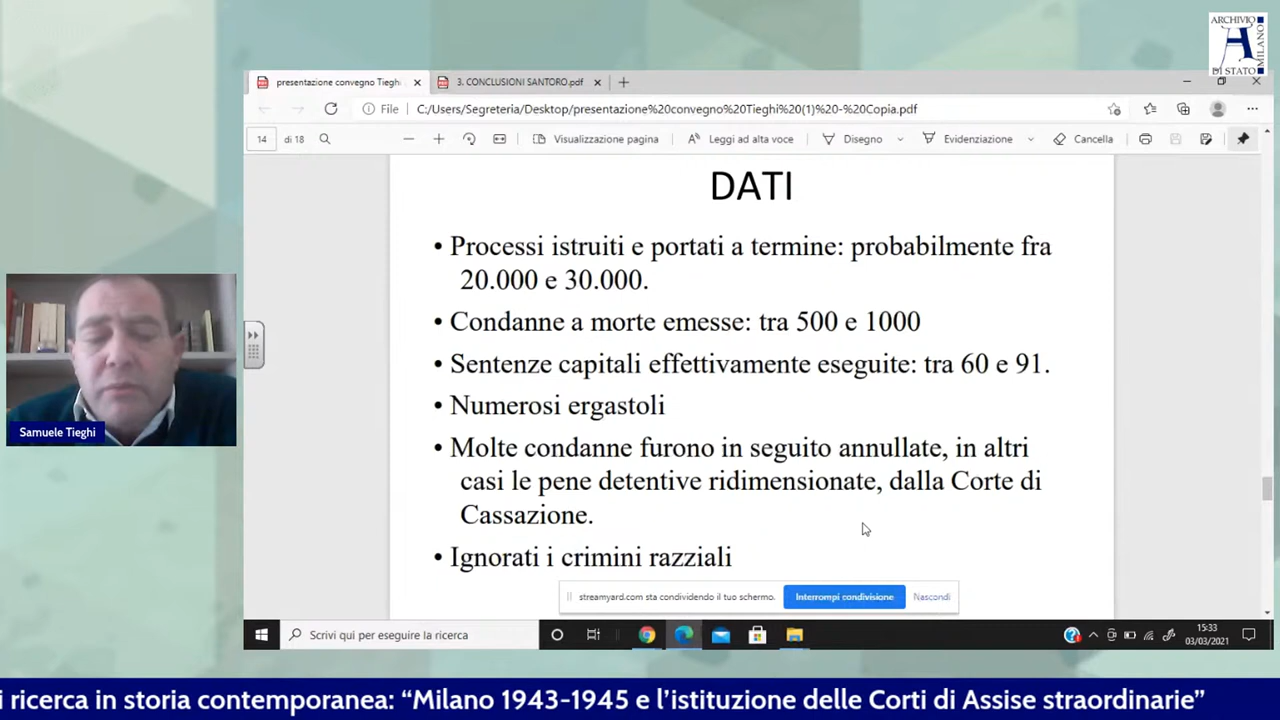 ARCHIVIO
DI STATO
MILANO
presentazione convegno Tiegh
3. CONCLUSIONI SANTORO.pdf
File
C:/Users/Segreteria/Desktop/presentazione%20convegno%20Tieghi%20(1)%20-%20Copia.pdf
14 di 18
Visualizzazione pagina
Leggi ad alta voce
Disegno
Evidenziazione
Cancella
DATI
• Processi istruiti e portati a termine: probabilmente fra
20.000 e 30.000.
• Condanne a morte emesse: tra 500 e 1000
• Sentenze capitali effettivamente eseguite: tra 60 e 91.
• Numerosi ergastoli
• Molte condanne furono in seguito annullate, in altri
casi le pene detentive ridimensionate, dalla Corte di
Cassazione.
• Ignorati i crimini razziali
Samuele Tieghi
streamyard.com sta condividendo il tuo schermo.
Interrompi condivisione
Nascondi
Scrivi qui per eseguire la ricerca
15:33
03/03/2021
i ricerca in storia contemporanea: “Milano 1943-1945 e l’istituzione delle Corti di Assise straordinarie”